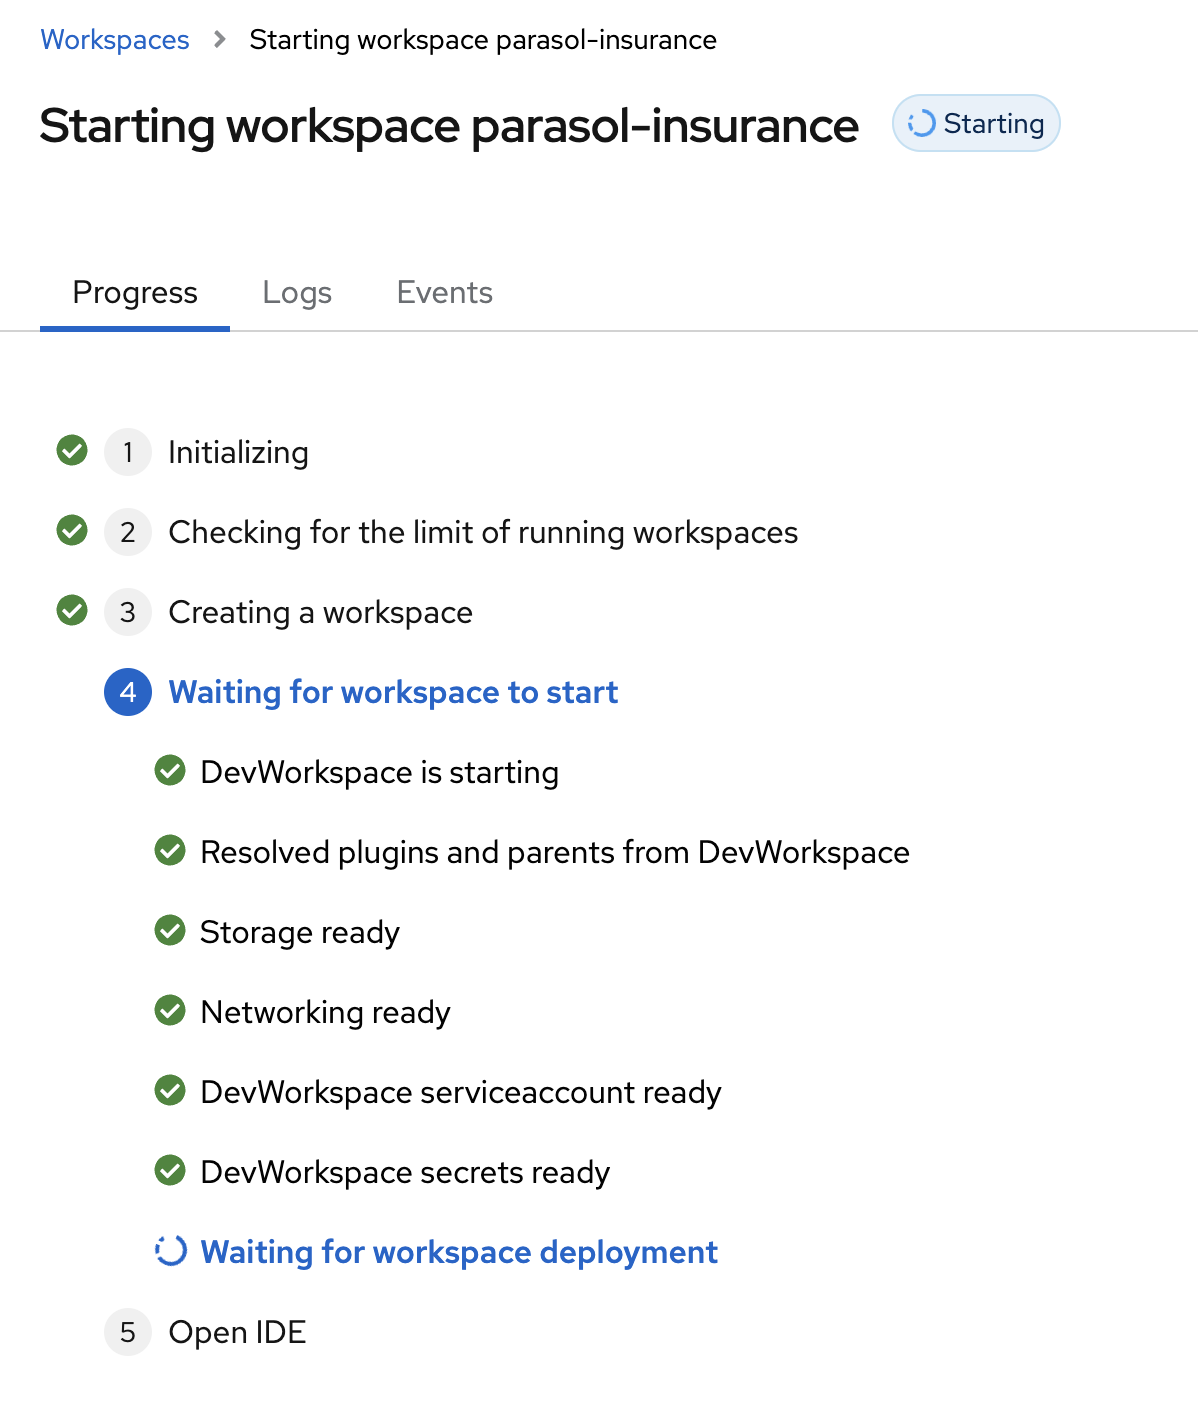 Workspaces > Starting workspace parasol-insurance
Starting workspace parasol-insurance Starting
Progress Logs Events
1 Initializing
2 Checking for the limit of running workspaces
3 Creating a workspace
4 Waiting for workspace to start
DevWorkspace is starting
Resolved plugins and parents from DevWorkspace
Storage ready
Networking ready
DevWorkspace serviceaccount ready
DevWorkspace secrets ready
Waiting for workspace deployment
5 Open IDE